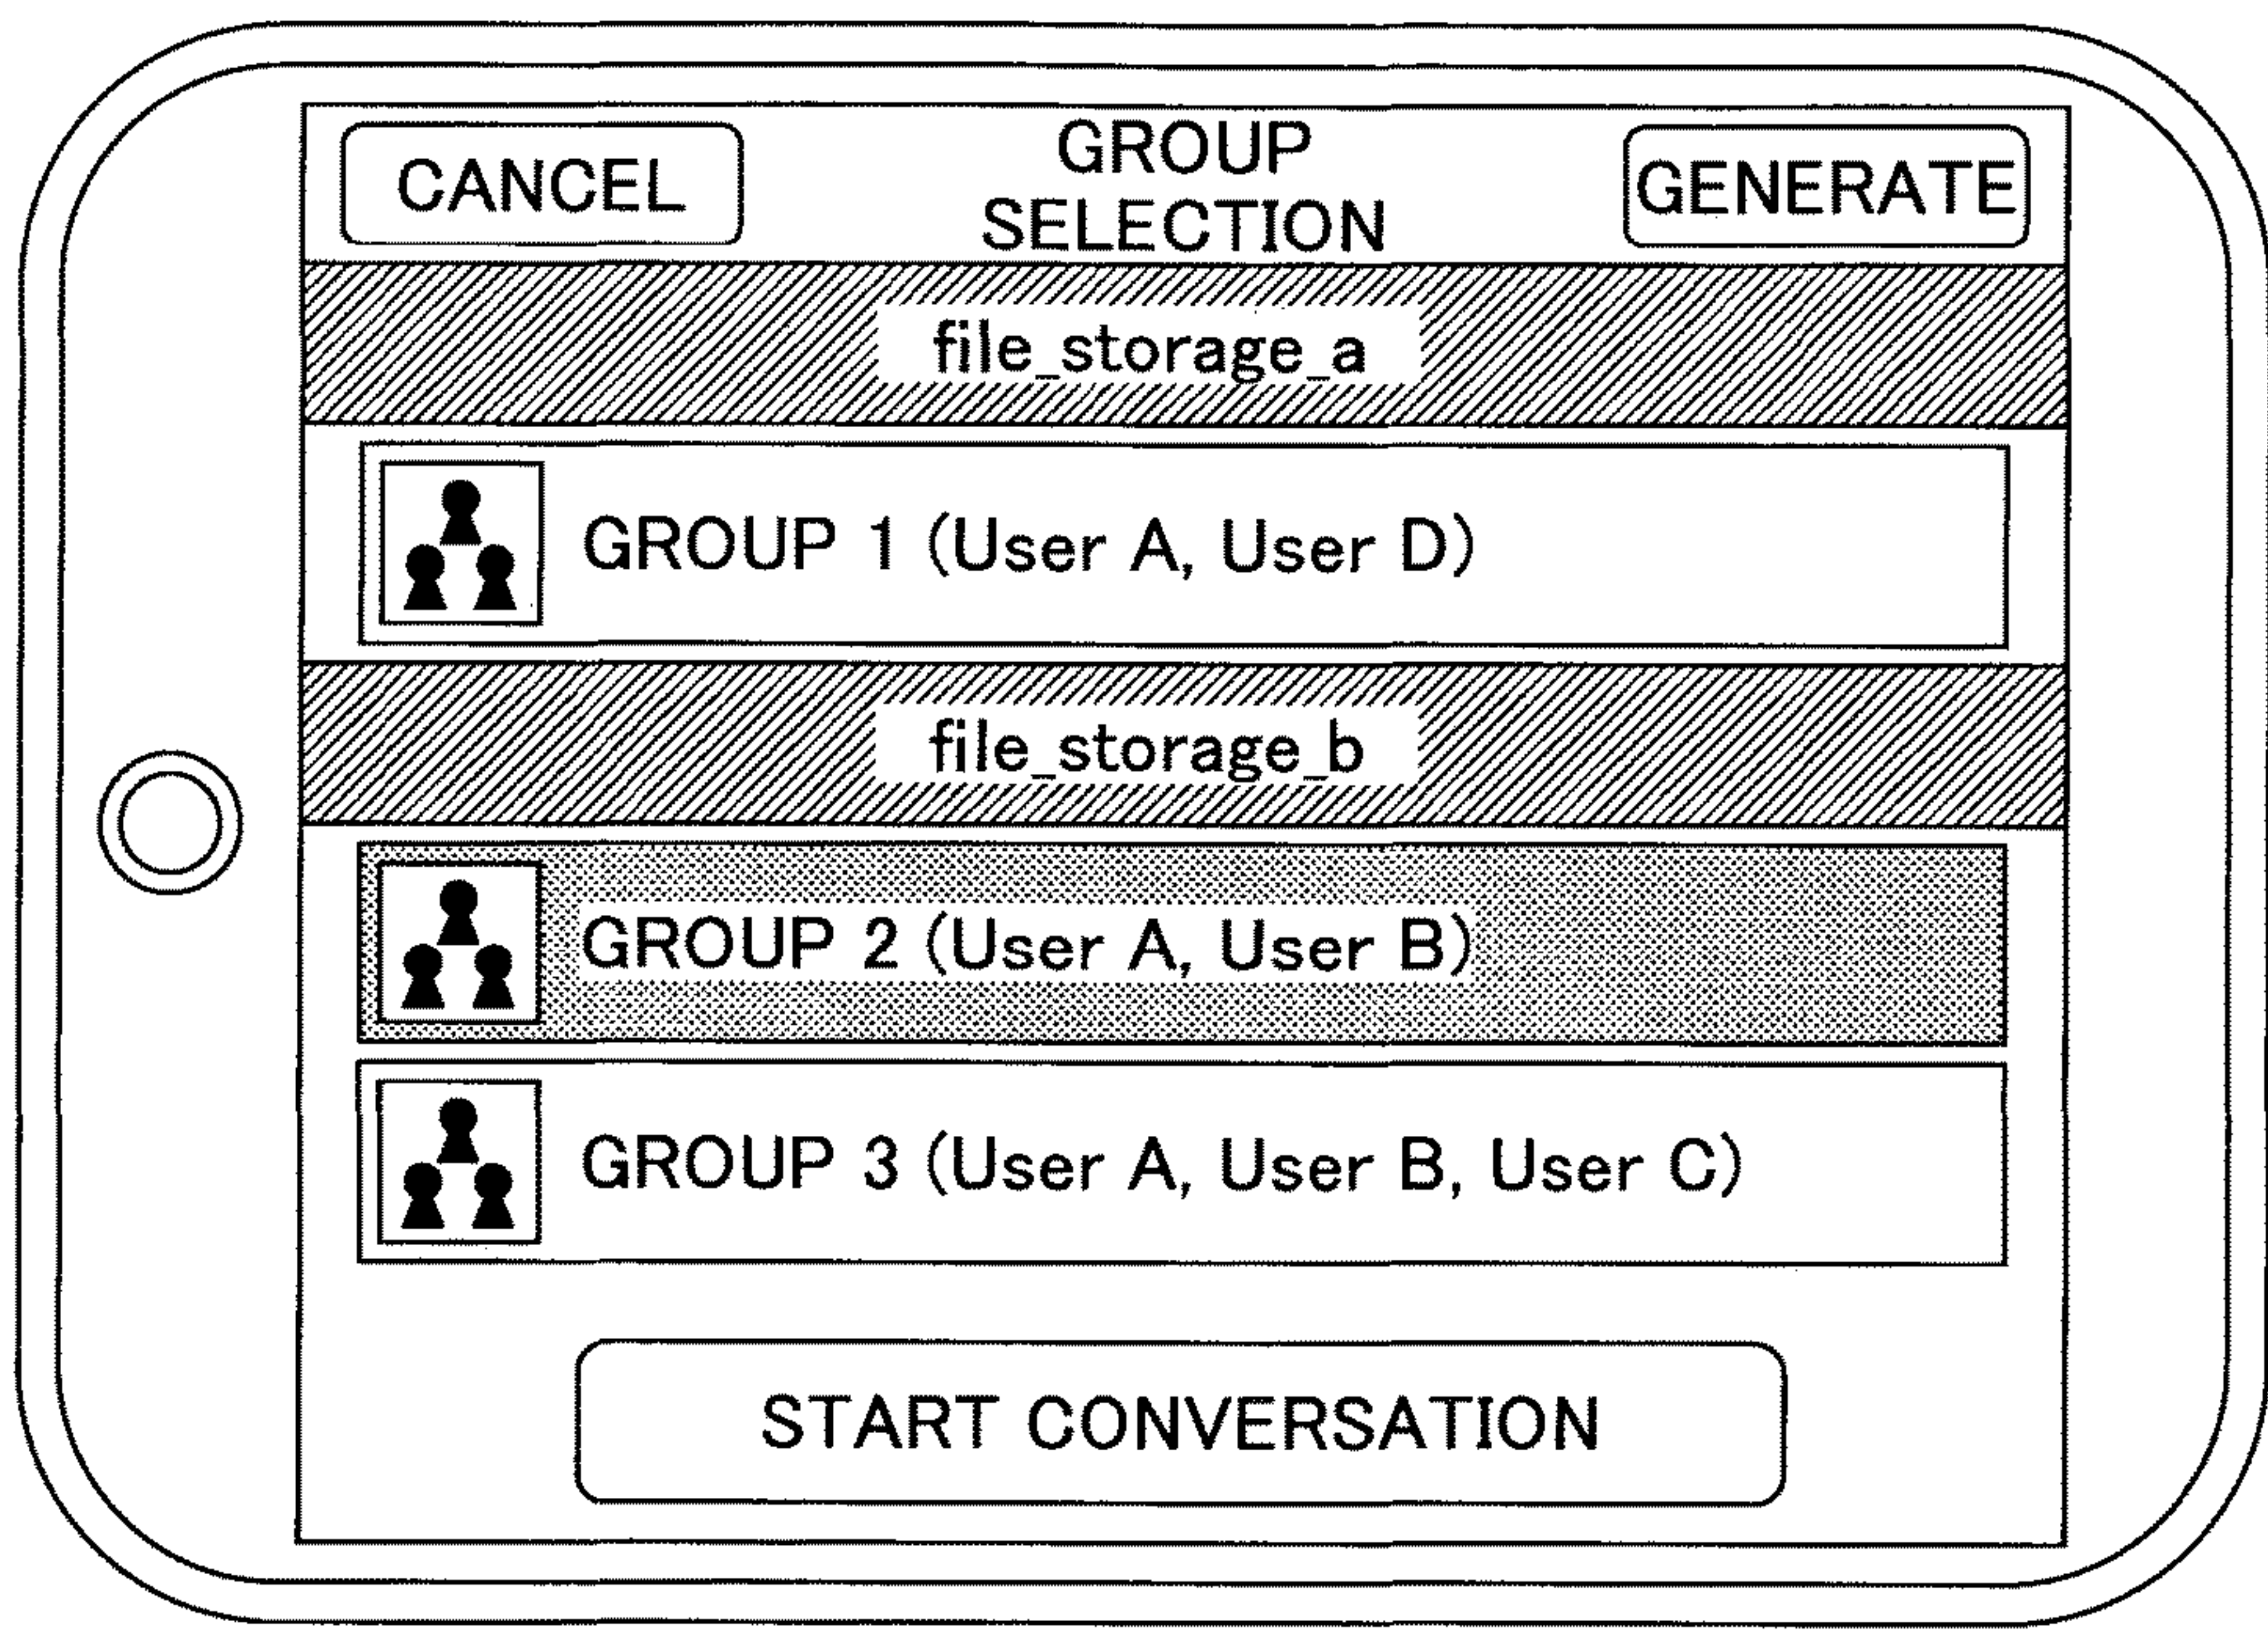 CANCEL
GROUP
SELECTION
GENERATE
file_storage_a
GROUP 1 (User A, User D)
file_storage_b
GROUP 2 (User A, User B)
GROUP 3 (User A, User B, User C)
START CONVERSATION